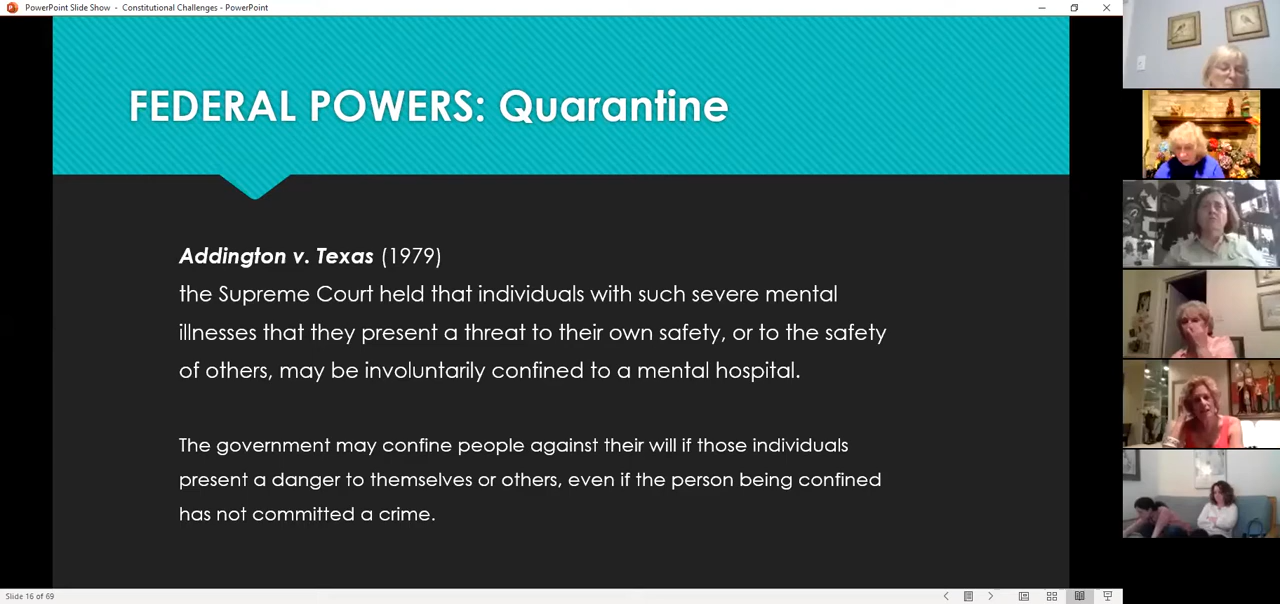 PowerPoint Slide Show - Constitutional Challenges - PowerPoint
FEDERAL POWERS: Quarantine
Addington v. Texas (1979)
the Supreme Court held that individuals with such severe mental
illnesses that they present a threat to their own safety, or to the safety
of others, may be involuntarily confined to a mental hospital.
The government may confine people against their will if those individuals
present a danger to themselves or others, even if the person being confined
has not committed a crime.
Slide 16 of 69